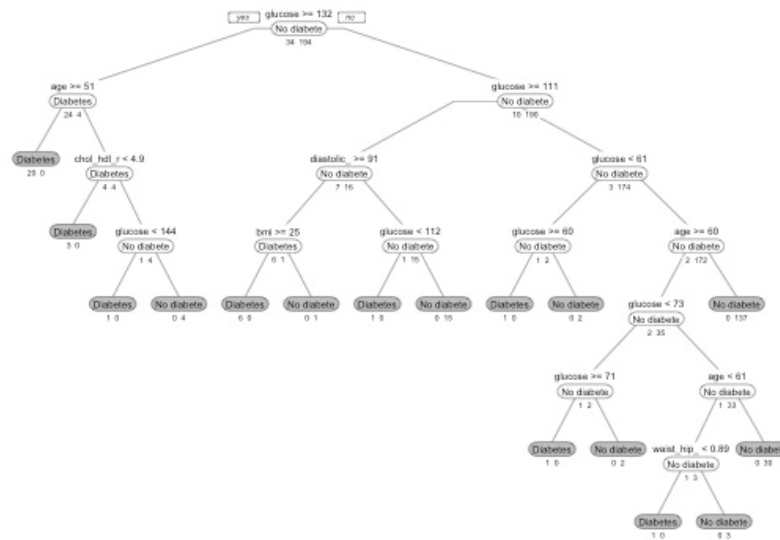 yes glucose >= 132 no
No diabete
34 194
age >= 51 glucose >= 111
Diabetes No diabete
24 4 10 190
Diabetes chol_hdl_r < 4.9 diastolic_ >= 91 glucose < 61
20 0 Diabetes No diabete No diabete
4 4 7 16 3 174
Diabetes glucose < 144 bmi >= 25 glucose < 112 glucose >= 60 age >= 60
3 0 No diabete Diabetes No diabete No diabete No diabete
1 4 6 1 1 15 1 2 2 172
Diabetes No diabete Diabetes No diabete Diabetes No diabete Diabetes No diabete glucose < 73 No diabete
1 0 0 4 6 0 0 1 1 0 0 15 1 0 0 2 No diabete 0 137
2 35
glucose >= 71 age < 61
No diabete No diabete
1 2 1 33
Diabetes No diabete waist_hip_ < 0.89 No diabet
1 0 0 2 No diabete 0 30
1 3
Diabetes No diabete
1 0 0 3